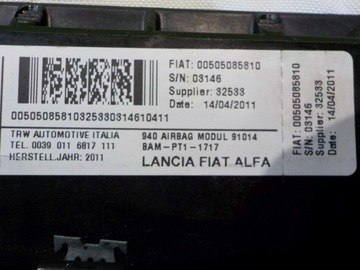 FIAT: 00505085810
S/N: 03146
Supplier: 32533
Date: 14/04/2011
00505085810325330314610411
TRW AUTOMOTIVE ITALIA
TEL. 0039 011 6817 111
HERSTELL.JAHR: 2011
940 AIRBAG MODUL 91014
BAM-PT1-1717
LANCIA FIAT ALFA
FIAT: 00505085810
S/N: 03146
Supplier: 32533
Date: 14/04/2011